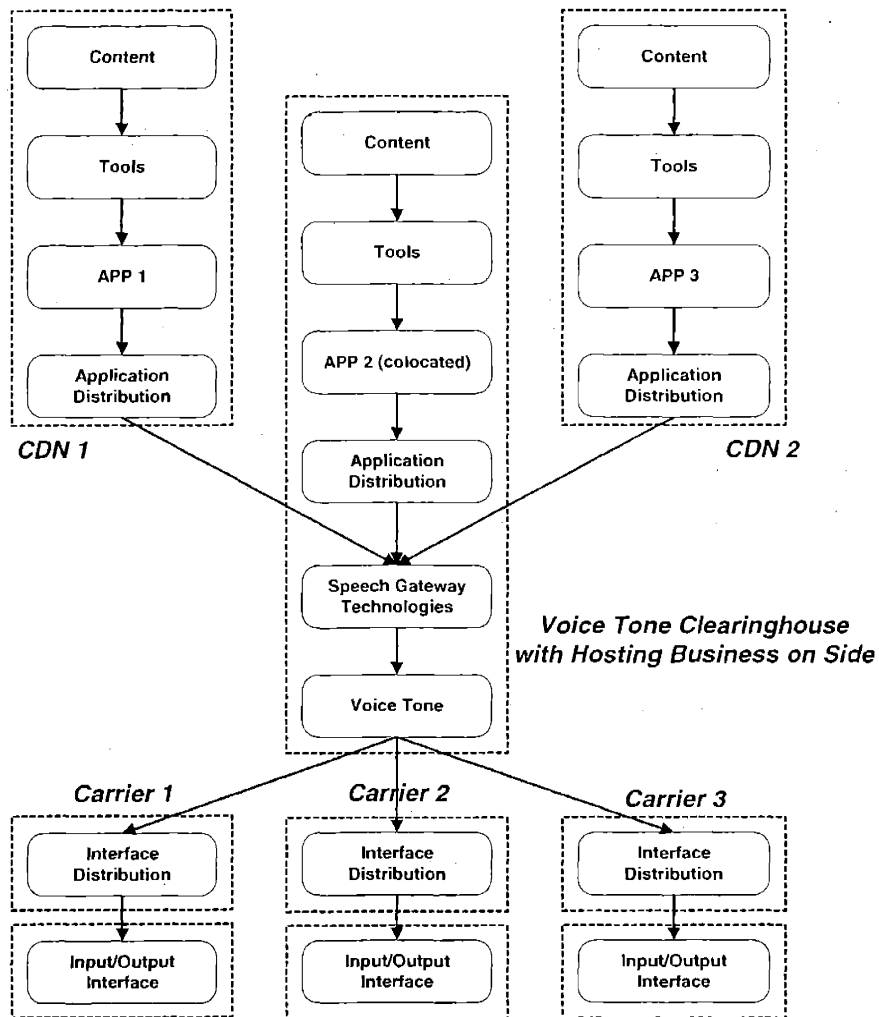 Content
Tools
APP 1
Application
Distribution
CDN 1
Content
Tools
APP 2 (colocated)
Application
Distribution
Speech Gateway
Technologies
Voice Tone
Content
Tools
APP 3
Application
Distribution
CDN 2
Voice Tone Clearinghouse
with Hosting Business on Side
Carrier 1
Interface
Distribution
Input/Output
Interface
Carrier 2
Interface
Distribution
Input/Output
Interface
Carrier 3
Interface
Distribution
Input/Output
Interface